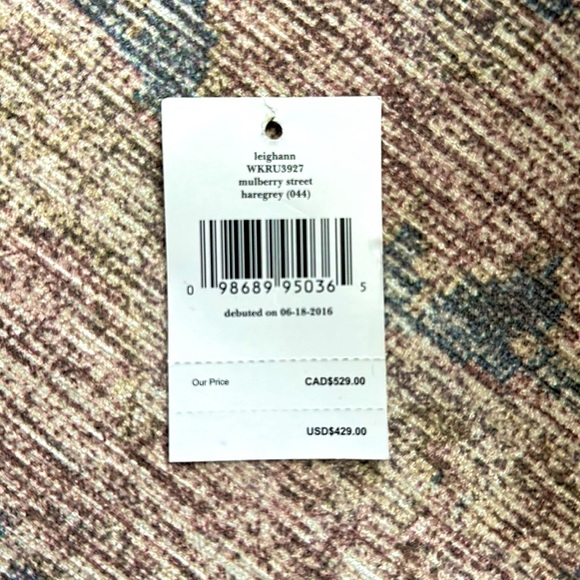 leighann
WKRU3927
mulberry street
haregrey (044)
0 98689 95036 5
debuted on 06-18-2016
Our Price CAD$529.00
USD$429.00